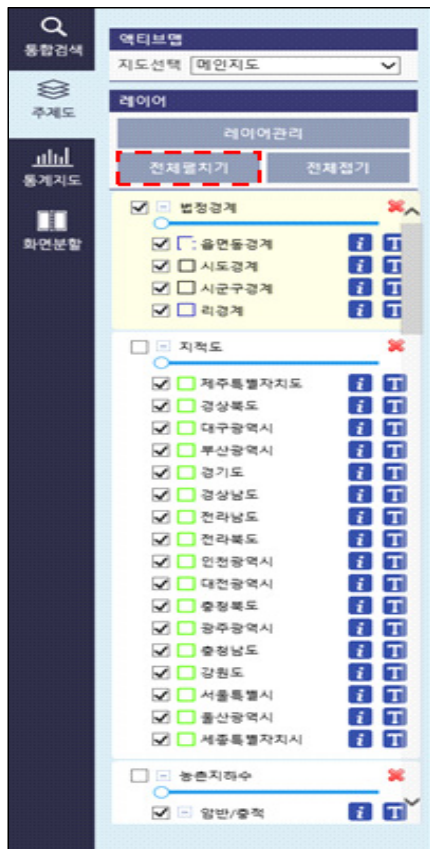 통합검색
주제도
통계지도
화면분할
액티브맵
지도선택 메인지도
레이어
레이어관리
전체펼치기 전체접기
법정경계
읍면동경계 i T
시도경계 i T
시군구경계 i T
리경계 i T
지적도
제주특별자치도 i T
경상북도 i T
대구광역시 i T
부산광역시 i T
경기도 i T
경상남도 i T
전라남도 i T
전라북도 i T
인천광역시 i T
대전광역시 i T
충청북도 i T
광주광역시 i T
충청남도 i T
강원도 i T
서울특별시 i T
울산광역시 i T
세종특별자치시 i T
농촌지하수
암반/충적 i T